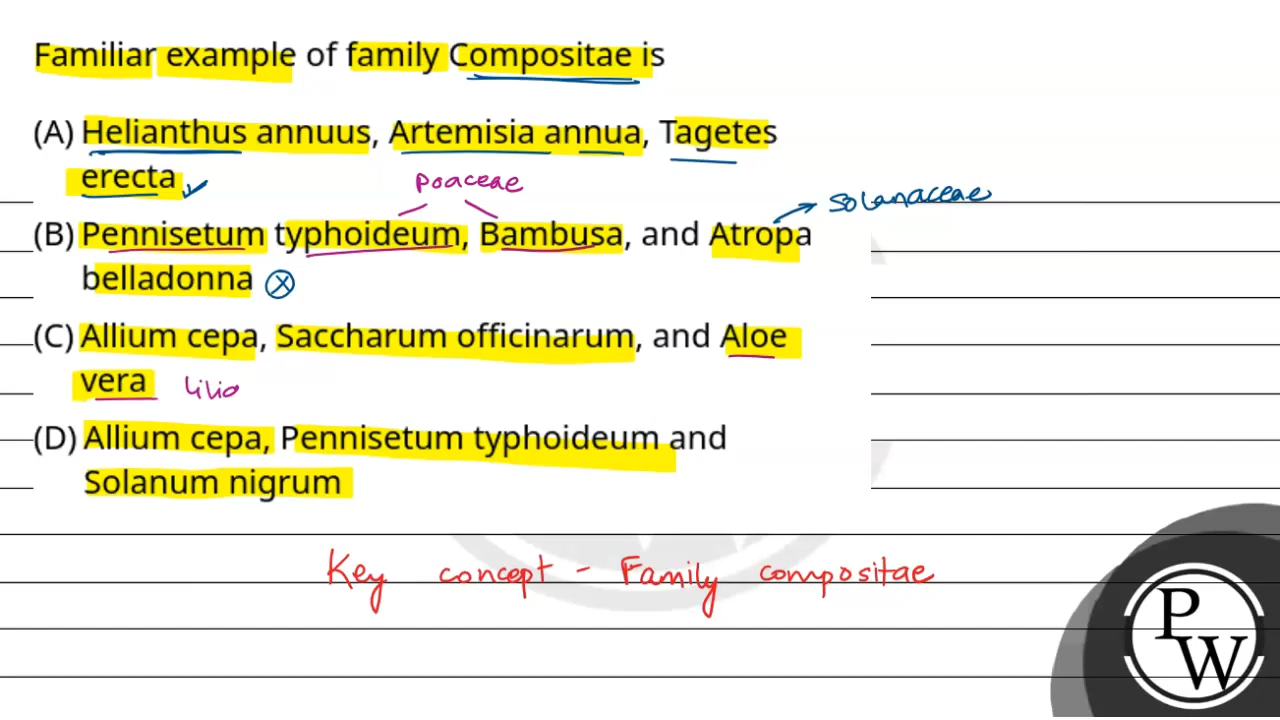 Familiar example of family Compositae is
(A) Helianthus annuus, Artemisia annua, Tagetes
erecta
Poaceae
Solanaceae
(B) Pennisetum typhoideum, Bambusa, and Atropa
belladonna
(C) Allium cepa, Saccharum officinarum, and Aloe
vera lilia
(D) Allium cepa, Pennisetum typhoideum and
Solanum nigrum
Key concept - Family compositae
P
W